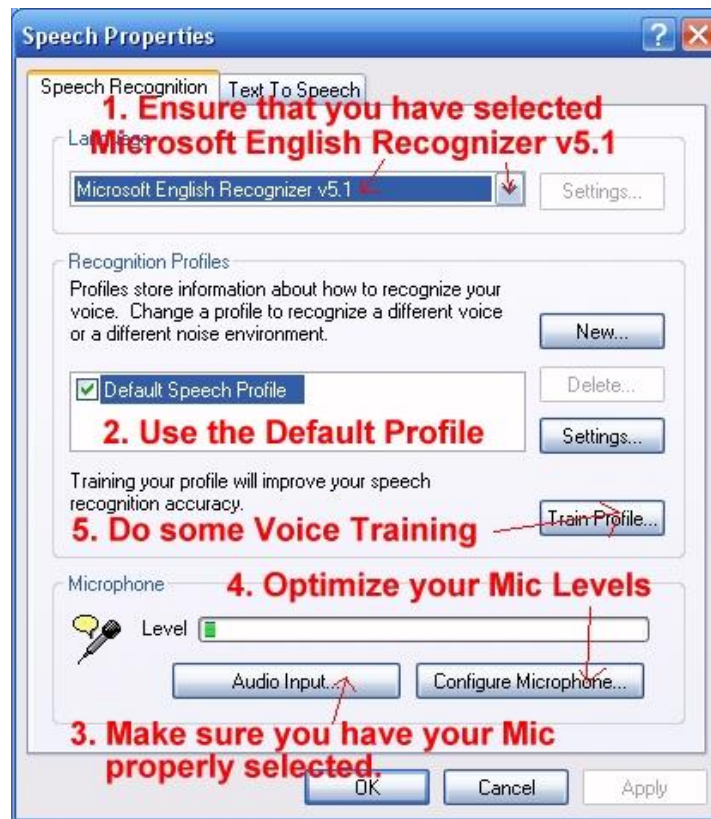 Speech Properties
Speech Recognition
Text To Speech
1. Ensure that you have selected
Microsoft English Recognizer v5.1
Language
Microsoft English Recognizer v5.1
Settings...
Recognition Profiles
Profiles store information about how to recognize your
voice. Change a profile to recognize a different voice
or a different noise environment.
New...
Default Speech Profile
Delete...
2. Use the Default Profile
Settings...
Training your profile will improve your speech
recognition accuracy.
Train Profile...
5. Do some Voice Training
Microphone
4. Optimize your Mic Levels
Level
Audio Input...
Configure Microphone...
3. Make sure you have your Mic
properly selected.
OK
Cancel
Apply